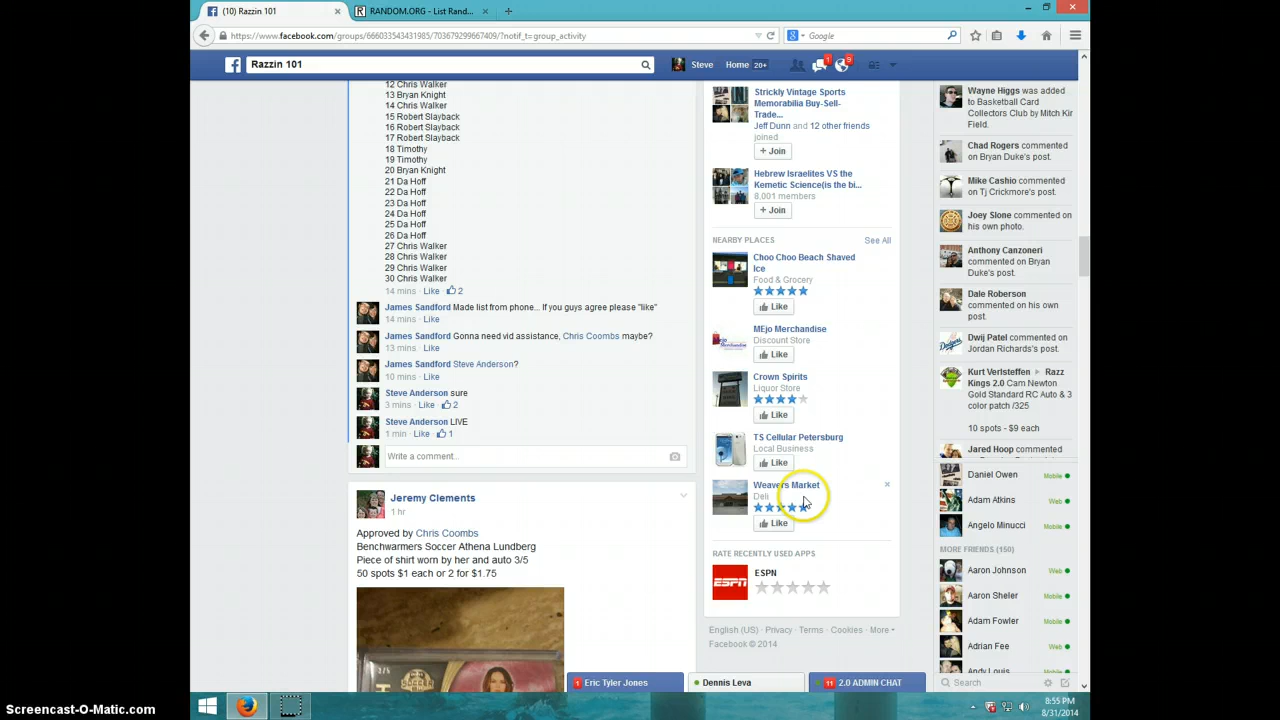 (10) Razzin 101
RANDOM.ORG - List Rand...
https://www.facebook.com/groups/666033543431985/703679299667409/?notif_t=group_activity
Google
Razzin 101
Steve
Home 20+
1
9
12 Chris Walker
13 Bryan Knight
14 Chris Walker
15 Robert Slayback
16 Robert Slayback
17 Robert Slayback
18 Timothy
19 Timothy
20 Bryan Knight
21 Da Hoff
22 Da Hoff
23 Da Hoff
24 Da Hoff
25 Da Hoff
26 Da Hoff
27 Chris Walker
28 Chris Walker
29 Chris Walker
30 Chris Walker
14 mins · Like · 2
James Sandford Made list from phone... If you guys agree please "like"
14 mins · Like
James Sandford Gonna need vid assistance, Chris Coombs maybe?
13 mins · Like
James Sandford Steve Anderson?
10 mins · Like
Steve Anderson sure
3 mins · Like · 2
Steve Anderson LIVE
1 min · Like · 1
Write a comment...
Jeremy Clements
1 hr
Approved by Chris Coombs
Benchwarmers Soccer Athena Lundberg
Piece of shirt worn by her and auto 3/5
50 spots $1 each or 2 for $1.75
Strickly Vintage Sports
Memorabilia Buy-Sell-
Trade...
Jeff Dunn and 12 other friends
joined
+ Join
Hebrew Israelites VS the
Kemetic Science(is the bi...
8,001 members
+ Join
NEARBY PLACES
See All
Choo Choo Beach Shaved
Ice
Food & Grocery
Like
MEjo Merchandise
Discount Store
Like
Crown Spirits
Liquor Store
Like
TS Cellular Petersburg
Local Business
Like
Weavers Market
Deli
Like
RATE RECENTLY USED APPS
ESPN
ESPN
English (US) · Privacy · Terms · Cookies · More
Facebook © 2014
Wayne Higgs was
added to
Basketball Card
Collectors Club by Mitch Kir
Field.
Chad Rogers commented
on Bryan Duke's post.
Mike Cashio commented
on Tj Crickmore's post.
Joey Slone commented on
his own photo.
Anthony Canzoneri
commented on Bryan
Duke's post.
Dale Roberson
commented on his own
post.
Dwij Patel commented on
Jordan Richards's post.
Kurt Verlsteffen ▸ Razz
Kings 2.0 Cam Newton
Gold Standard RC Auto & 3
color patch /325
10 spots - $9 each
Jared Hoop commented
Daniel Owen Mobile
Adam Atkins Web
Angelo Minucci Mobile
MORE FRIENDS (150)
Aaron Johnson Web
Aaron Sheler Mobile
Adam Fowler Mobile
Adrian Fee Web
Andy Louis Mobile
Search
1 Eric Tyler Jones
Dennis Leva
11 2.0 ADMIN CHAT
8:55 PM
8/31/2014
Screencast-O-Matic.com